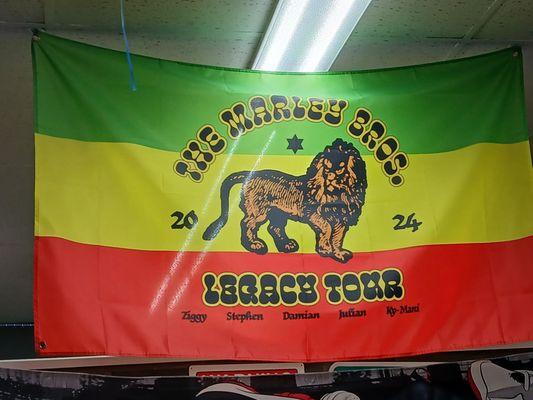 THE MARLEY BROS.
20 24
LEGACY TOUR
Ziggy Stephen Damian Julian Ky-Mani